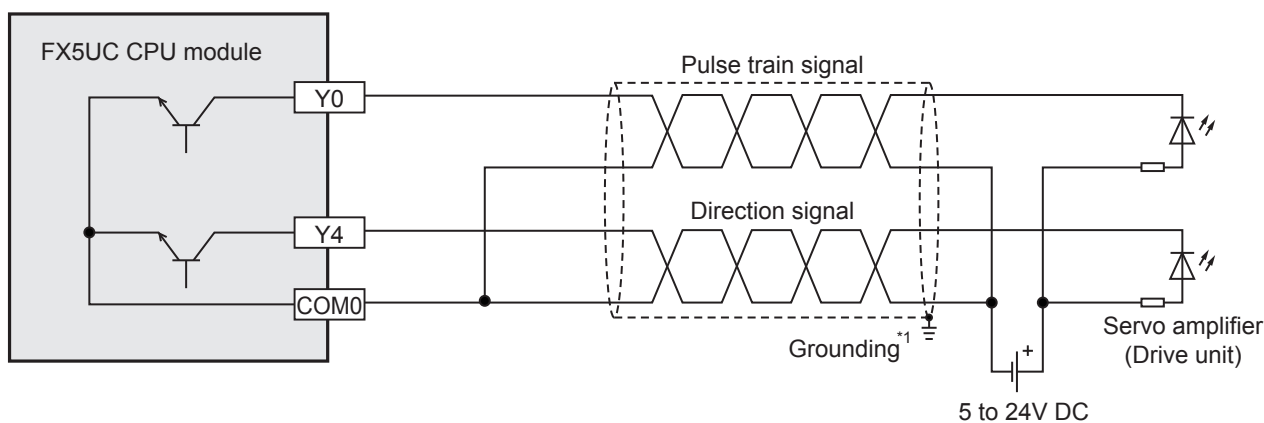 FX5UC CPU module
Pulse train signal
Y0
Direction signal
Y4
COM0
Grounding*1
Servo amplifier
(Drive unit)
+
5 to 24V DC